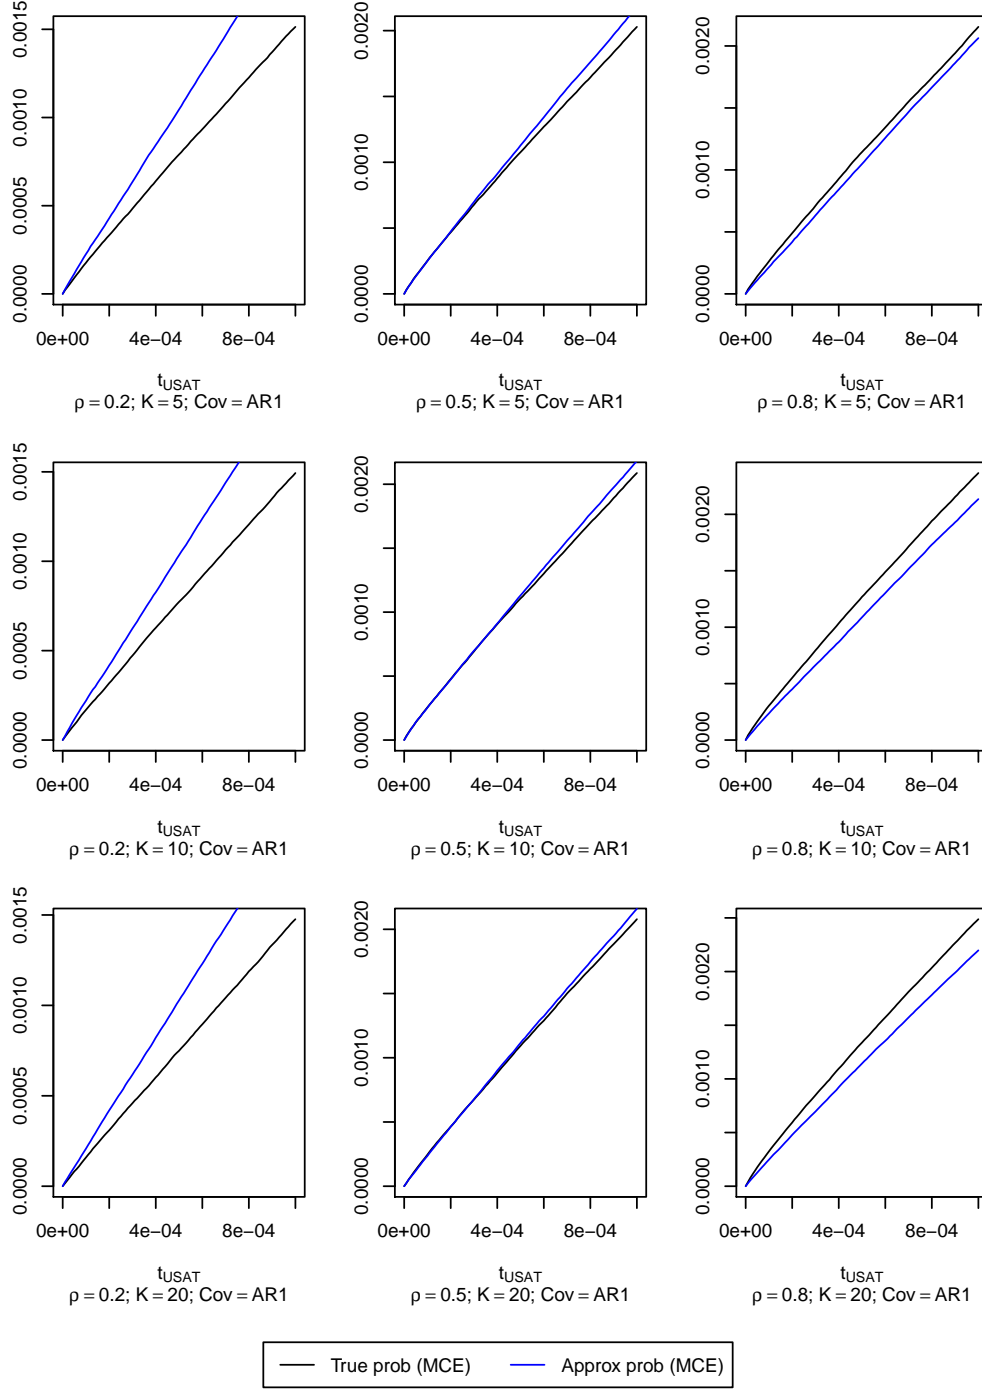 0.0000 0.0005 0.0010 0.0015
0e+00 4e−04 8e−04
tUSAT
ρ = 0.2; K = 5; Cov = AR1
0.0000 0.0010 0.0020
0e+00 4e−04 8e−04
tUSAT
ρ = 0.5; K = 5; Cov = AR1
0.0000 0.0010 0.0020
0e+00 4e−04 8e−04
tUSAT
ρ = 0.8; K = 5; Cov = AR1
0.0000 0.0005 0.0010 0.0015
0e+00 4e−04 8e−04
tUSAT
ρ = 0.2; K = 10; Cov = AR1
0.0000 0.0010 0.0020
0e+00 4e−04 8e−04
tUSAT
ρ = 0.5; K = 10; Cov = AR1
0.0000 0.0010 0.0020
0e+00 4e−04 8e−04
tUSAT
ρ = 0.8; K = 10; Cov = AR1
0.0000 0.0005 0.0010 0.0015
0e+00 4e−04 8e−04
tUSAT
ρ = 0.2; K = 20; Cov = AR1
0.0000 0.0010 0.0020
0e+00 4e−04 8e−04
tUSAT
ρ = 0.5; K = 20; Cov = AR1
0.0000 0.0010 0.0020
0e+00 4e−04 8e−04
tUSAT
ρ = 0.8; K = 20; Cov = AR1
True prob (MCE) Approx prob (MCE)